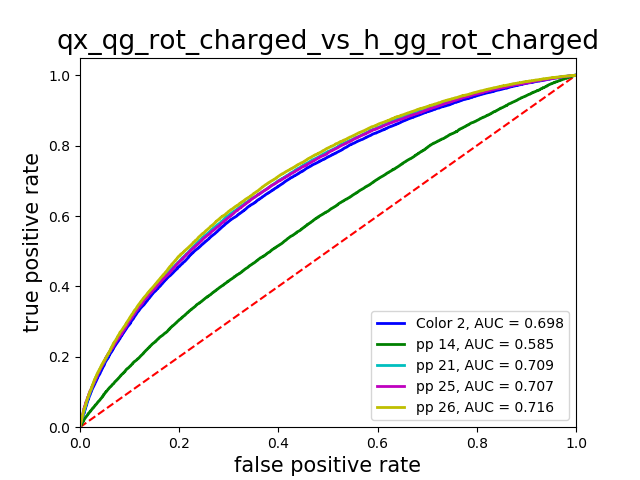 qx_qg_rot_charged_vs_h_gg_rot_charged
true positive rate
1.0
0.8
0.6
0.4
0.2
0.0
Color 2, AUC = 0.698
pp 14, AUC = 0.585
pp 21, AUC = 0.709
pp 25, AUC = 0.707
pp 26, AUC = 0.716
0.0 0.2 0.4 0.6 0.8 1.0
false positive rate